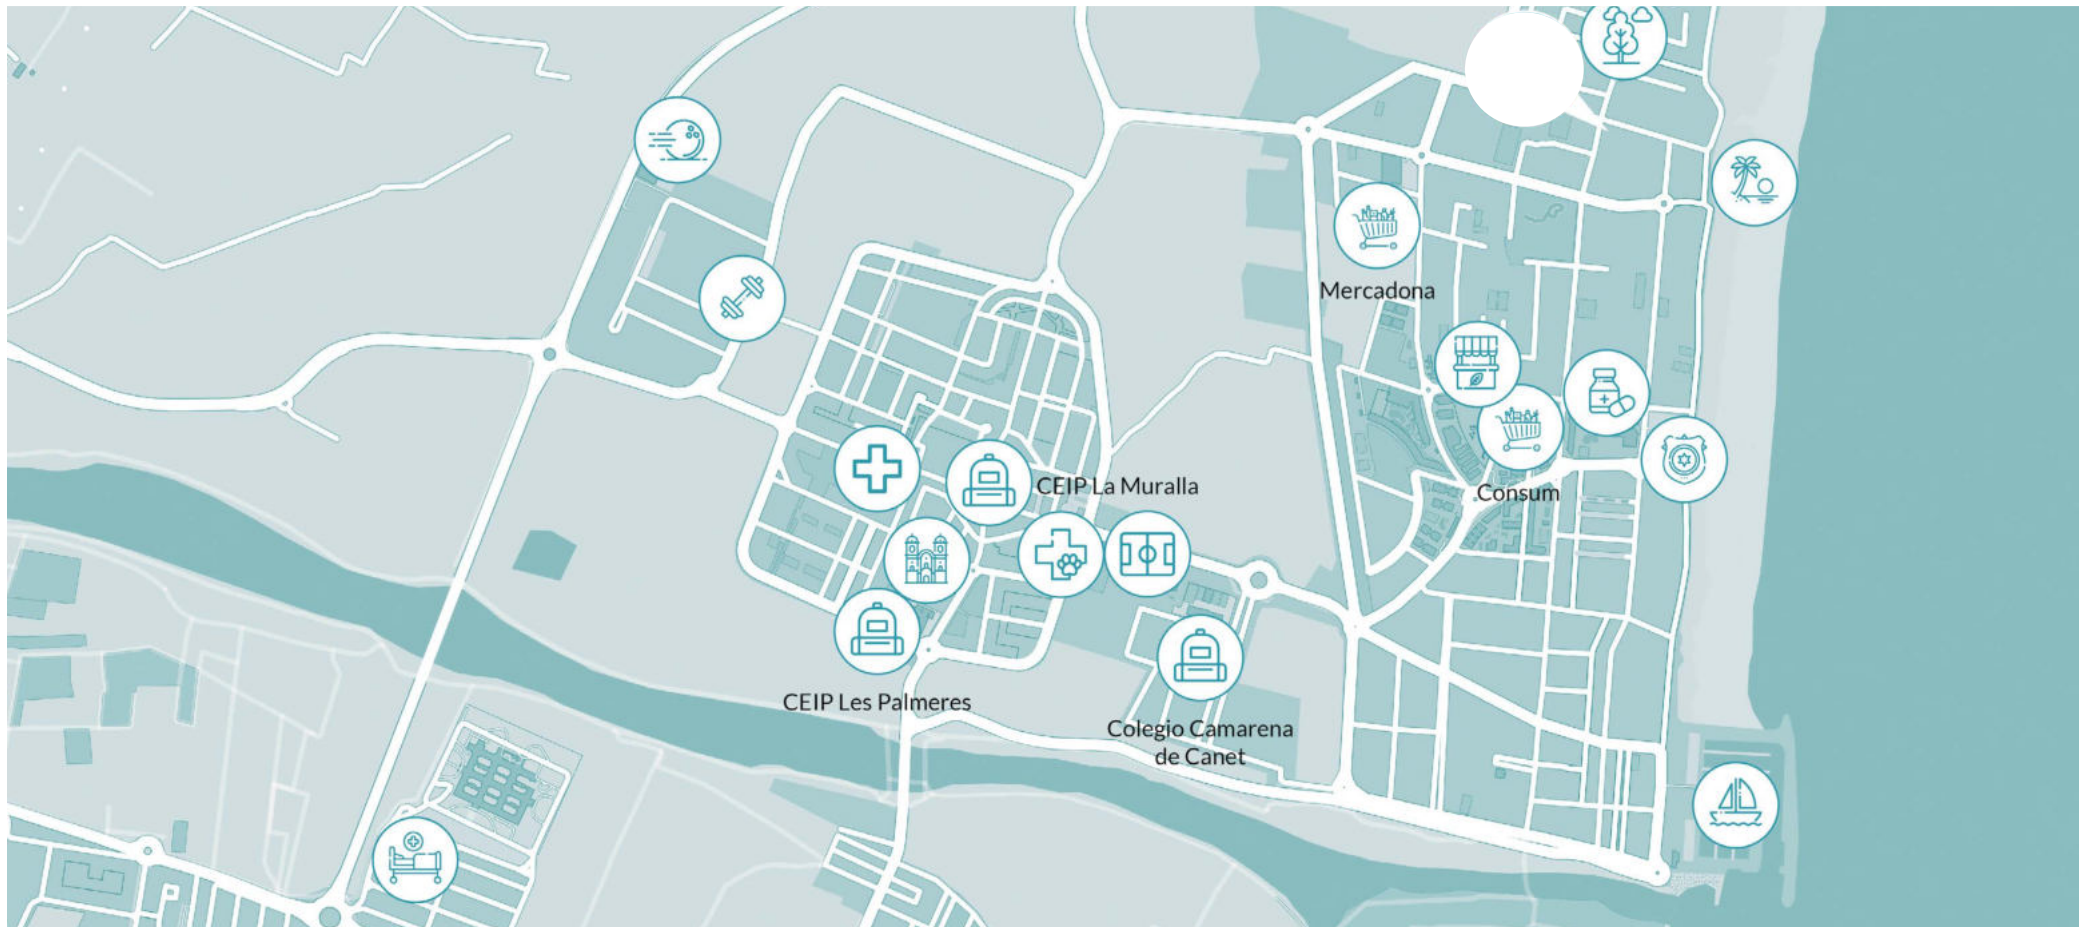 Mercadona
CEIP La Muralla
Consum
CEIP Les Palmeres
Colegio Camarena
de Canet